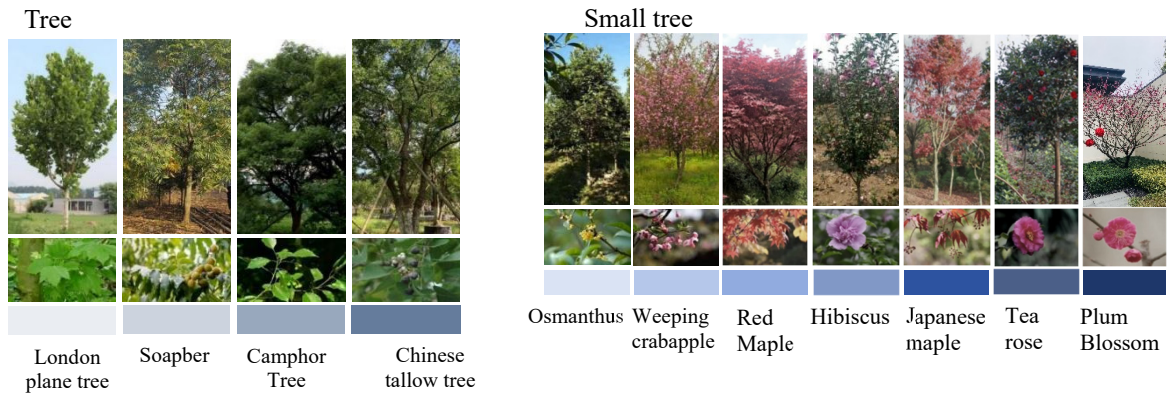 Tree
Small tree
London
plane tree
Soapber
Camphor
Tree
Chinese
tallow tree
Osmanthus
Weeping
crabapple
Red
Maple
Hibiscus
Japanese
maple
Tea
rose
Plum
Blossom